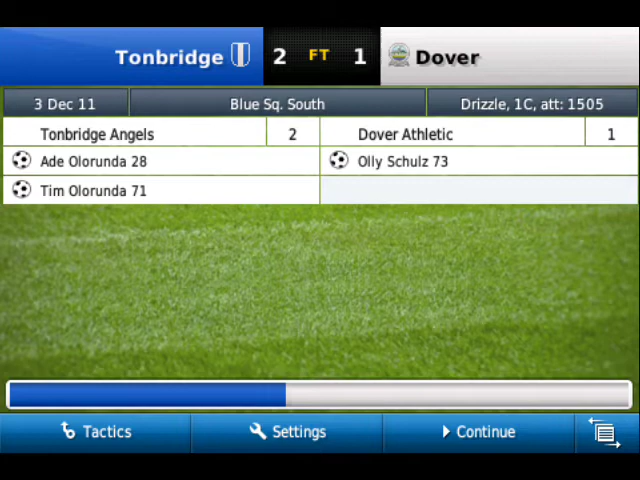 Tonbridge 2 FT 1 Dover
3 Dec 11 Blue Sq. South Drizzle, 1C, att: 1505
Tonbridge Angels 2 Dover Athletic 1
Ade Olorunda 28 Olly Schulz 73
Tim Olorunda 71
Tactics Settings Continue